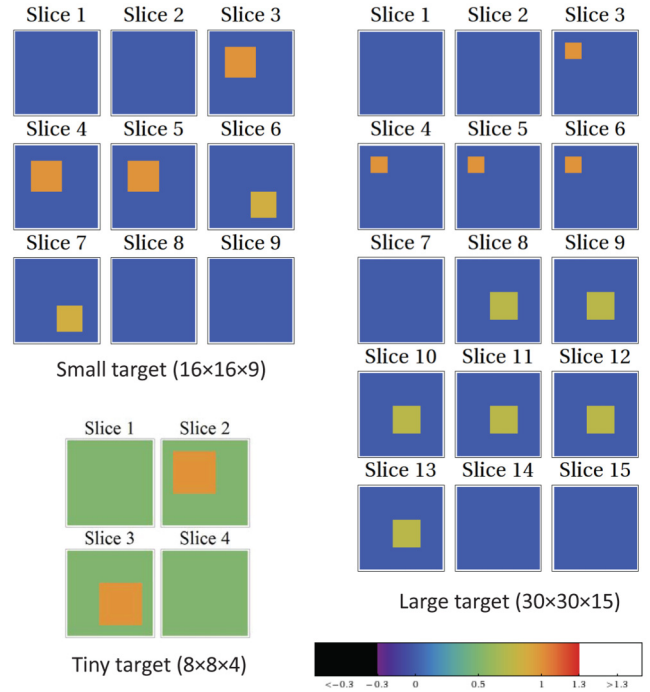 Slice 1 Slice 2 Slice 3
Slice 4 Slice 5 Slice 6
Slice 7 Slice 8 Slice 9
Small target (16×16×9)
Slice 1 Slice 2
Slice 3 Slice 4
Tiny target (8×8×4)
Slice 1 Slice 2 Slice 3
Slice 4 Slice 5 Slice 6
Slice 7 Slice 8 Slice 9
Slice 10 Slice 11 Slice 12
Slice 13 Slice 14 Slice 15
Large target (30×30×15)
<−0.3 −0.3 0 0.5 1 1.3 >1.3